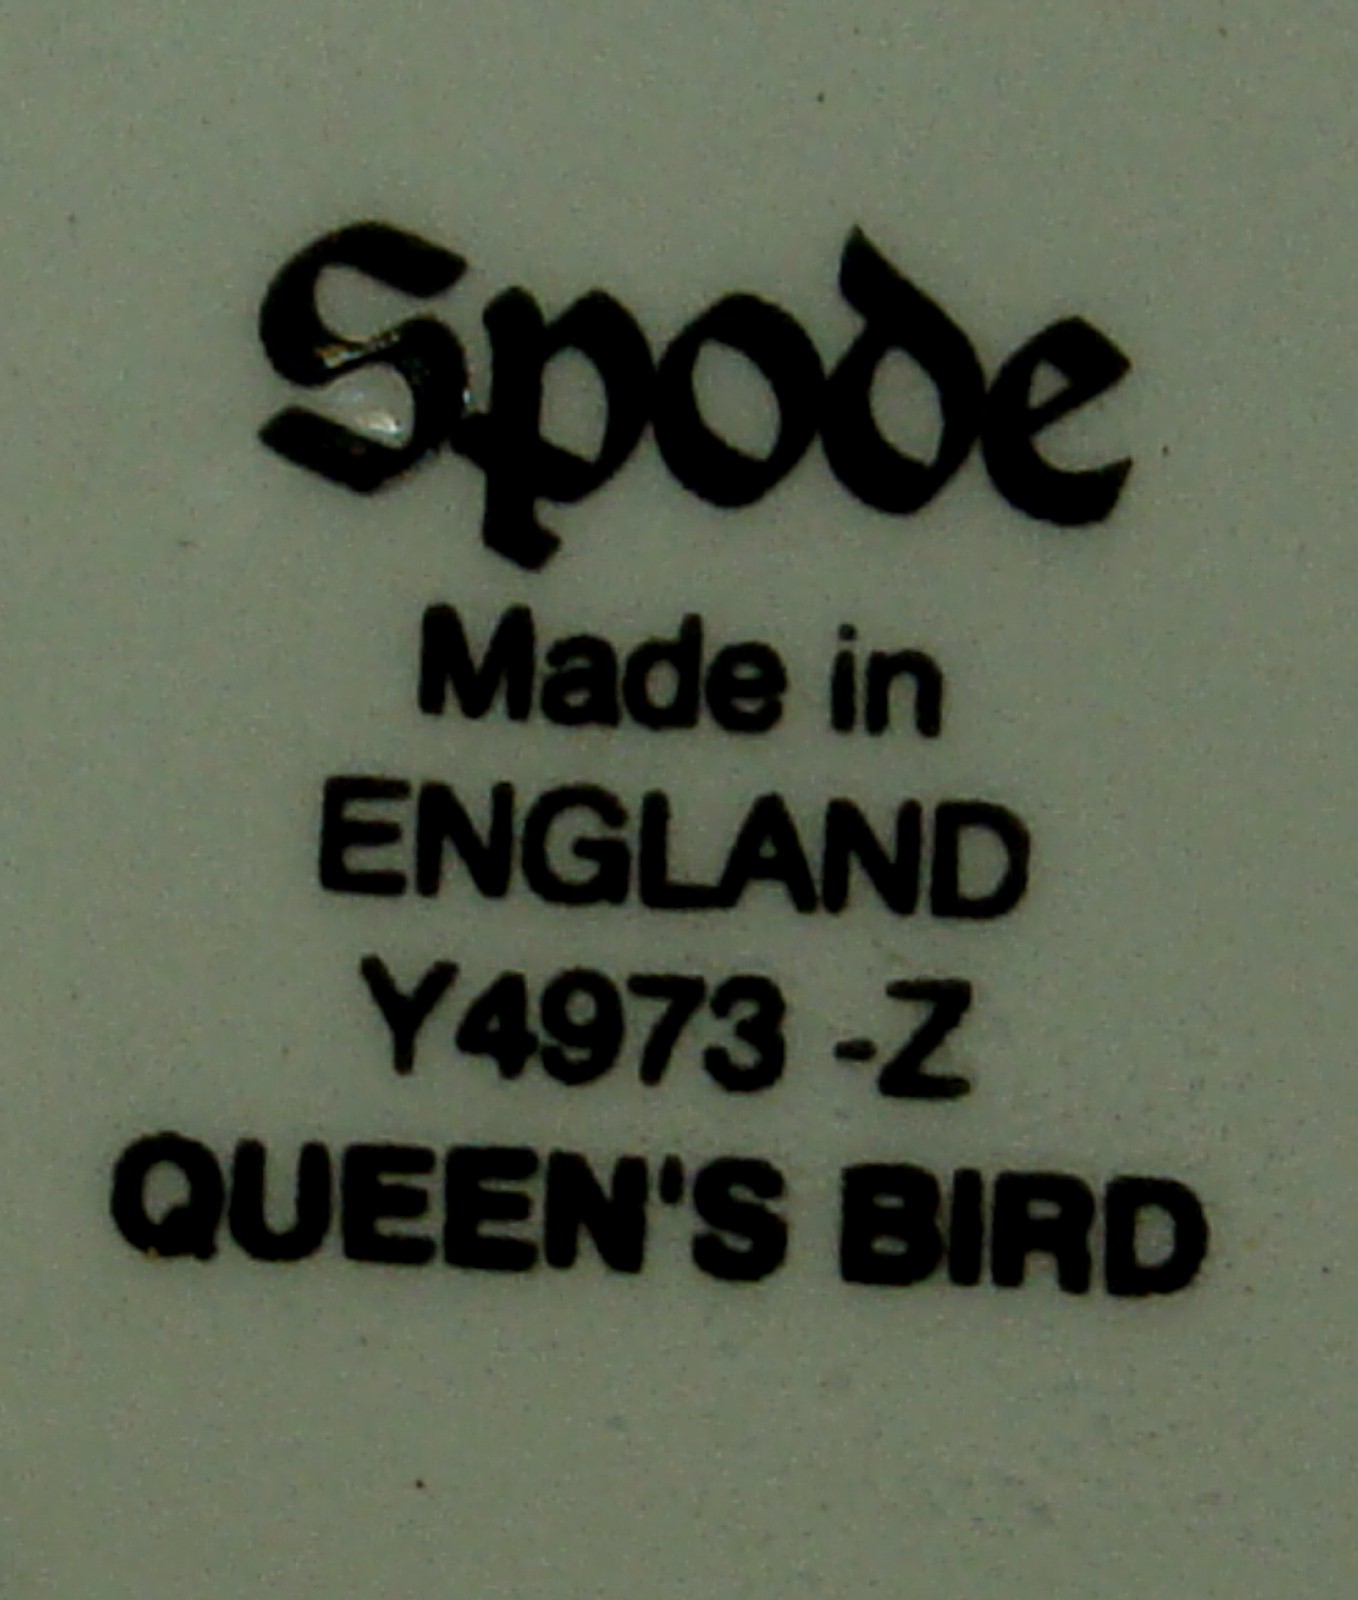 Spode
Made in
ENGLAND
Y4973 -Z
QUEEN'S BIRD